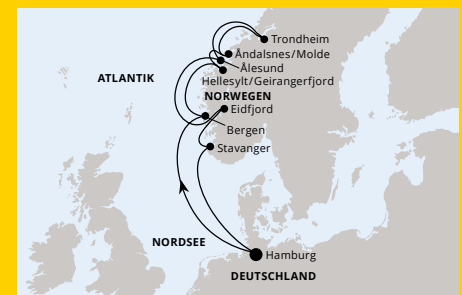 Trondheim
Åndalsnes/Molde
Ålesund
ATLANTIK
Hellesylt/Geirangerfjord
NORWEGEN
Eidfjord
Bergen
Stavanger
NORDSEE
Hamburg
DEUTSCHLAND